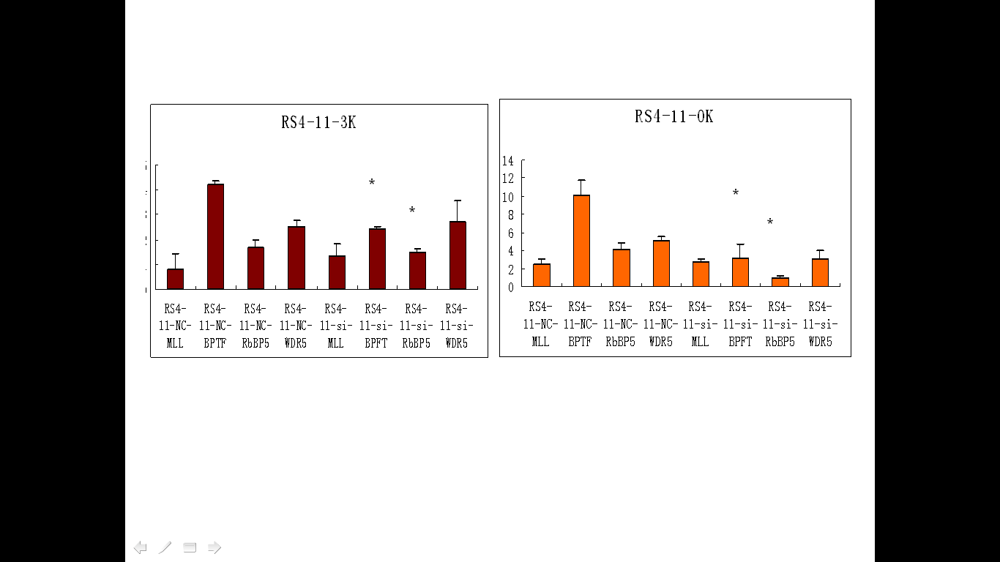 RS4-11-3K
*
*
RS4- RS4- RS4- RS4- RS4- RS4- RS4- RS4-
11-NC- 11-NC- 11-NC- 11-NC- 11-si- 11-si- 11-si- 11-si-
MLL BPTF RbBP5 WDR5 MLL BPFT RbBP5 WDR5
RS4-11-0K
14
12
10
8
6
4
2
0
*
*
RS4- RS4- RS4- RS4- RS4- RS4- RS4- RS4-
11-NC- 11-NC- 11-NC- 11-NC- 11-si- 11-si- 11-si- 11-si-
MLL BPTF RbBP5 WDR5 MLL BPFT RbBP5 WDR5